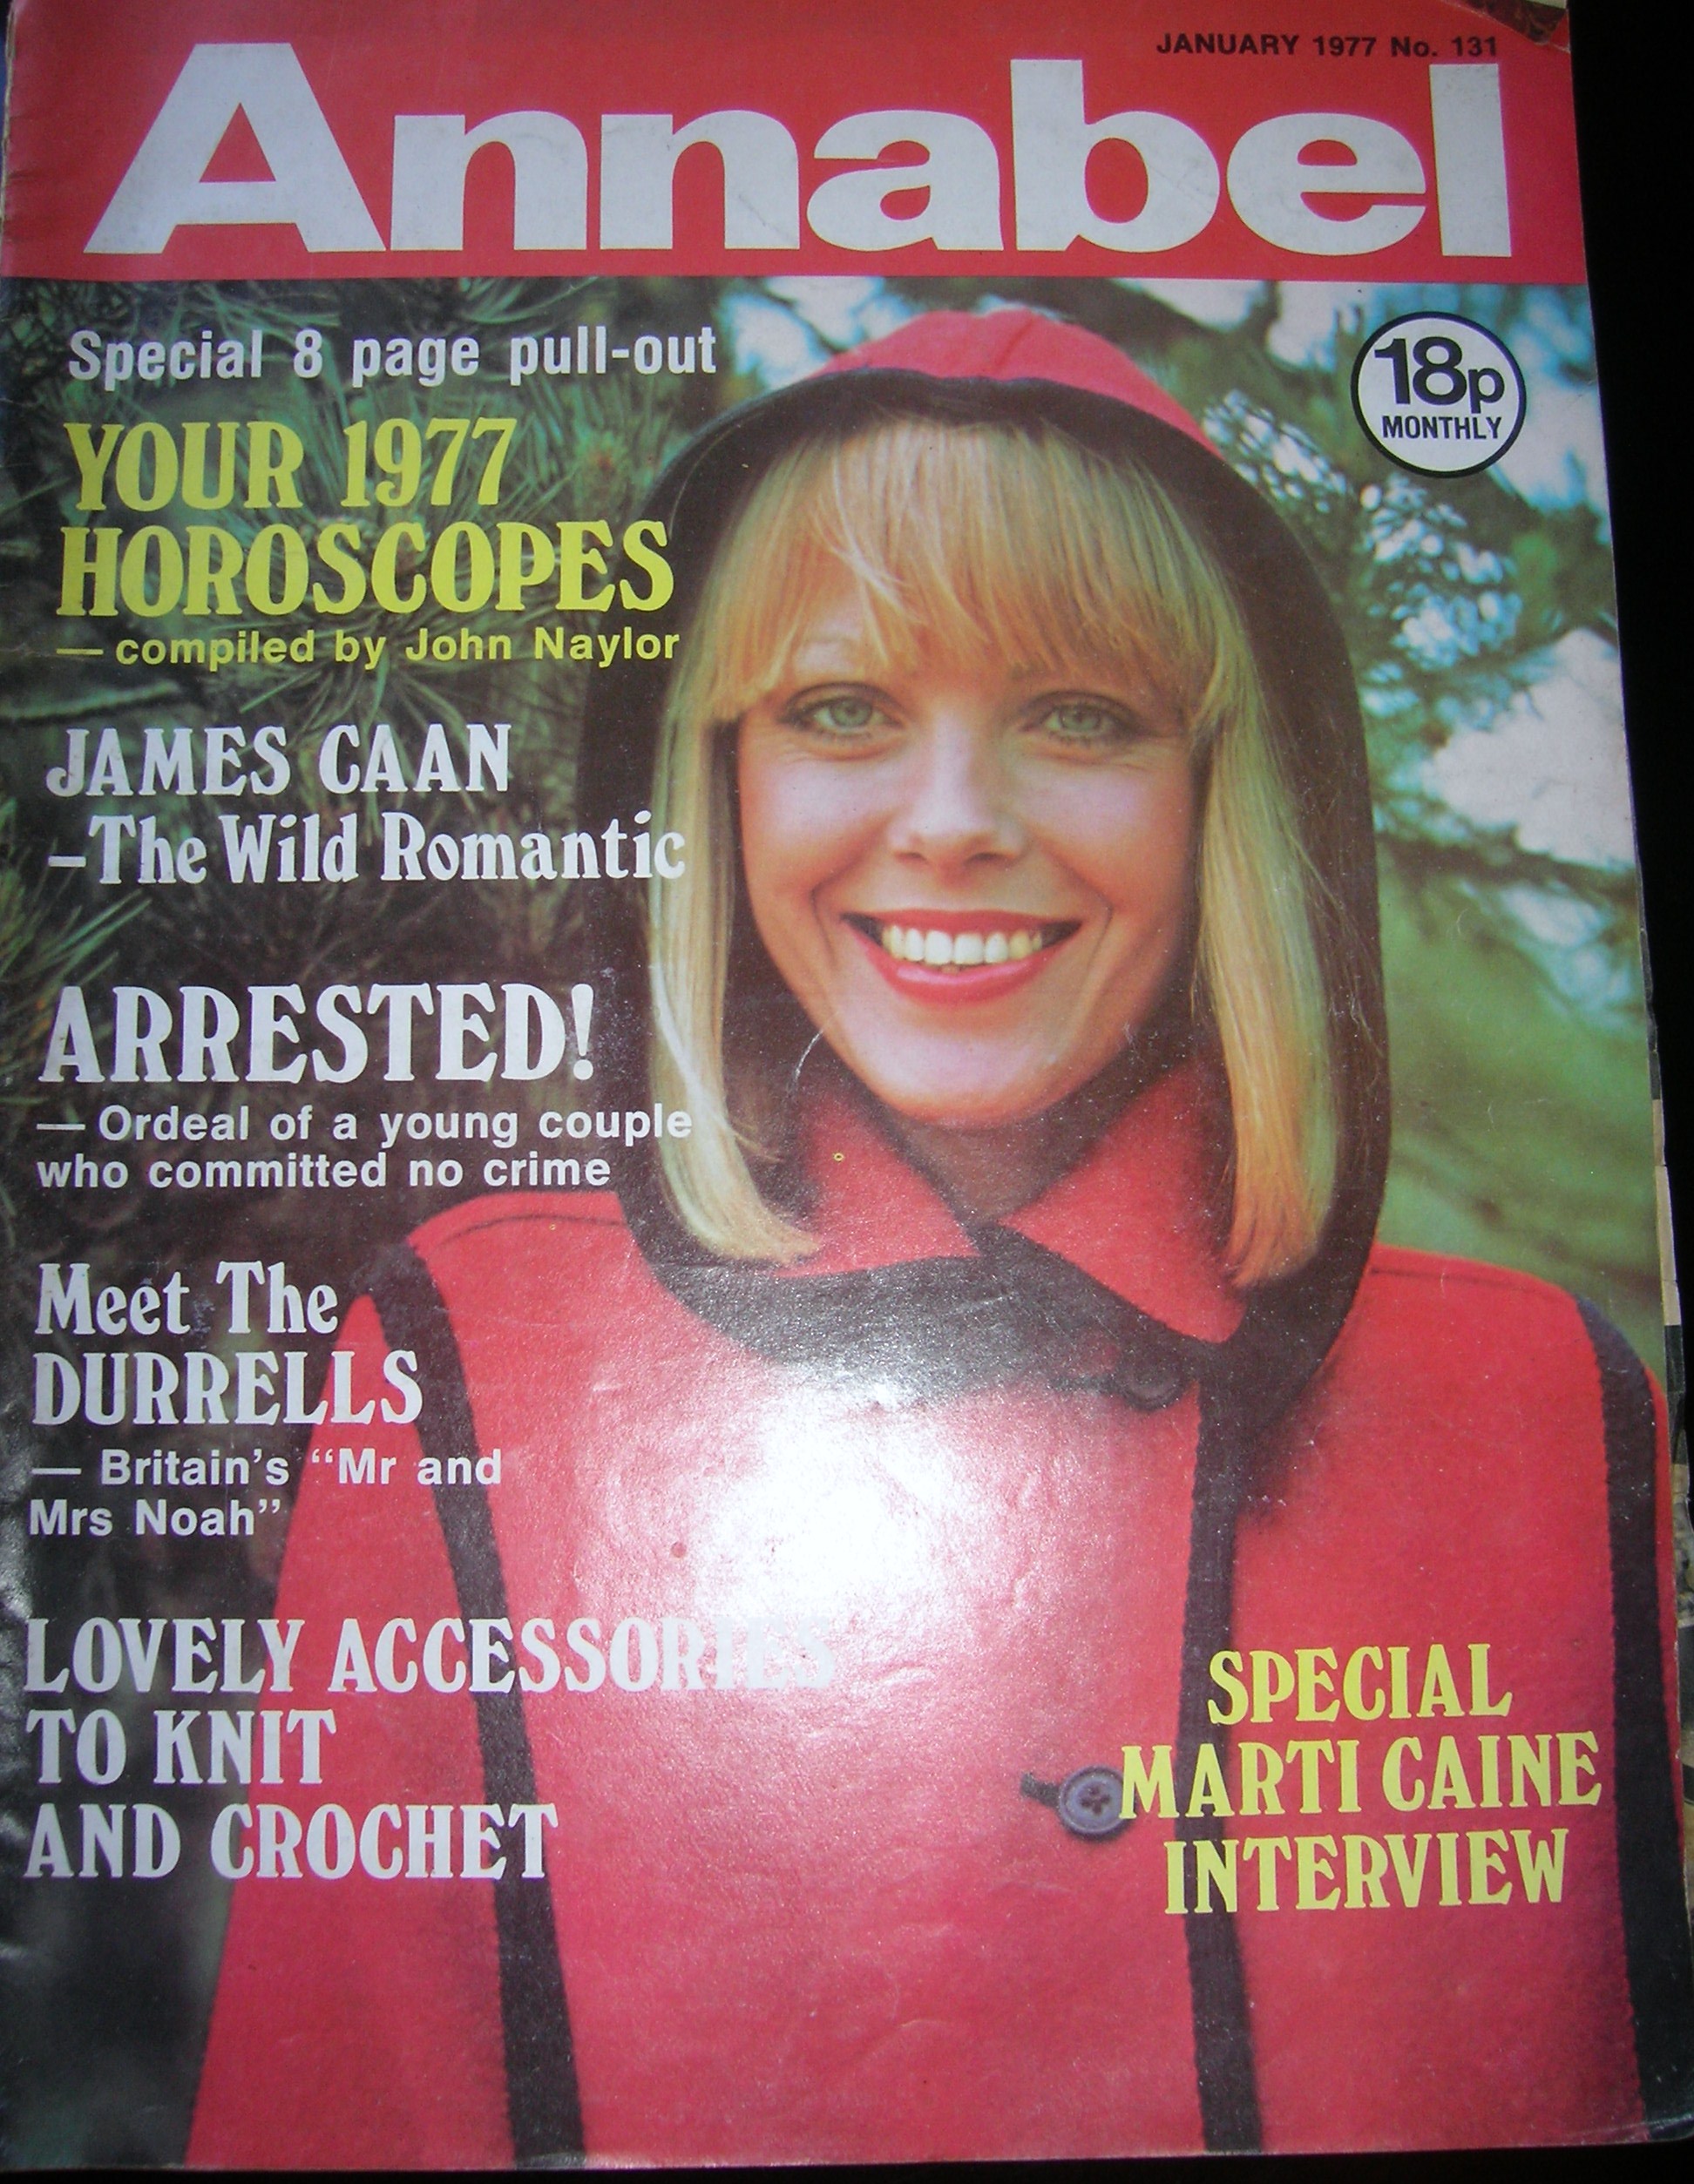 JANUARY 1977 No. 131
Annabel
18p
MONTHLY
Special 8 page pull-out
YOUR 1977
HOROSCOPES
— compiled by John Naylor
JAMES CAAN
–The Wild Romantic
ARRESTED!
— Ordeal of a young couple
who committed no crime
Meet The
DURRELLS
— Britain's “Mr and
Mrs Noah”
LOVELY ACCESSORIES
TO KNIT
AND CROCHET
SPECIAL
MARTI CAINE
INTERVIEW